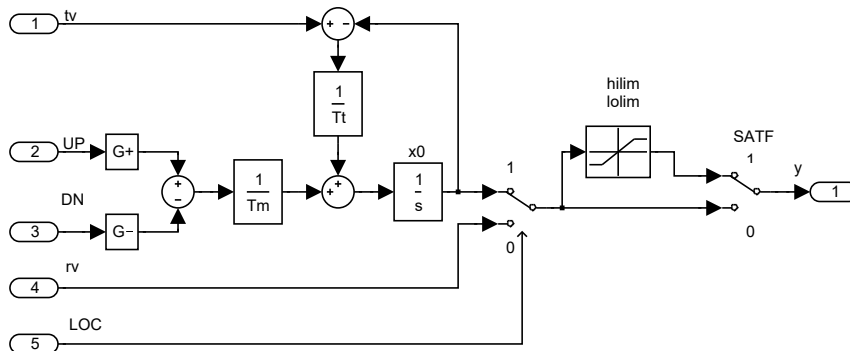 1
tv
+
−
1
Tt
hilim
lolim
SATF
1
y
1
2
UP
G+
+
−
1
Tm
+
+
x0
1
s
1
0
0
DN
3
G−
4
rv
5
LOC